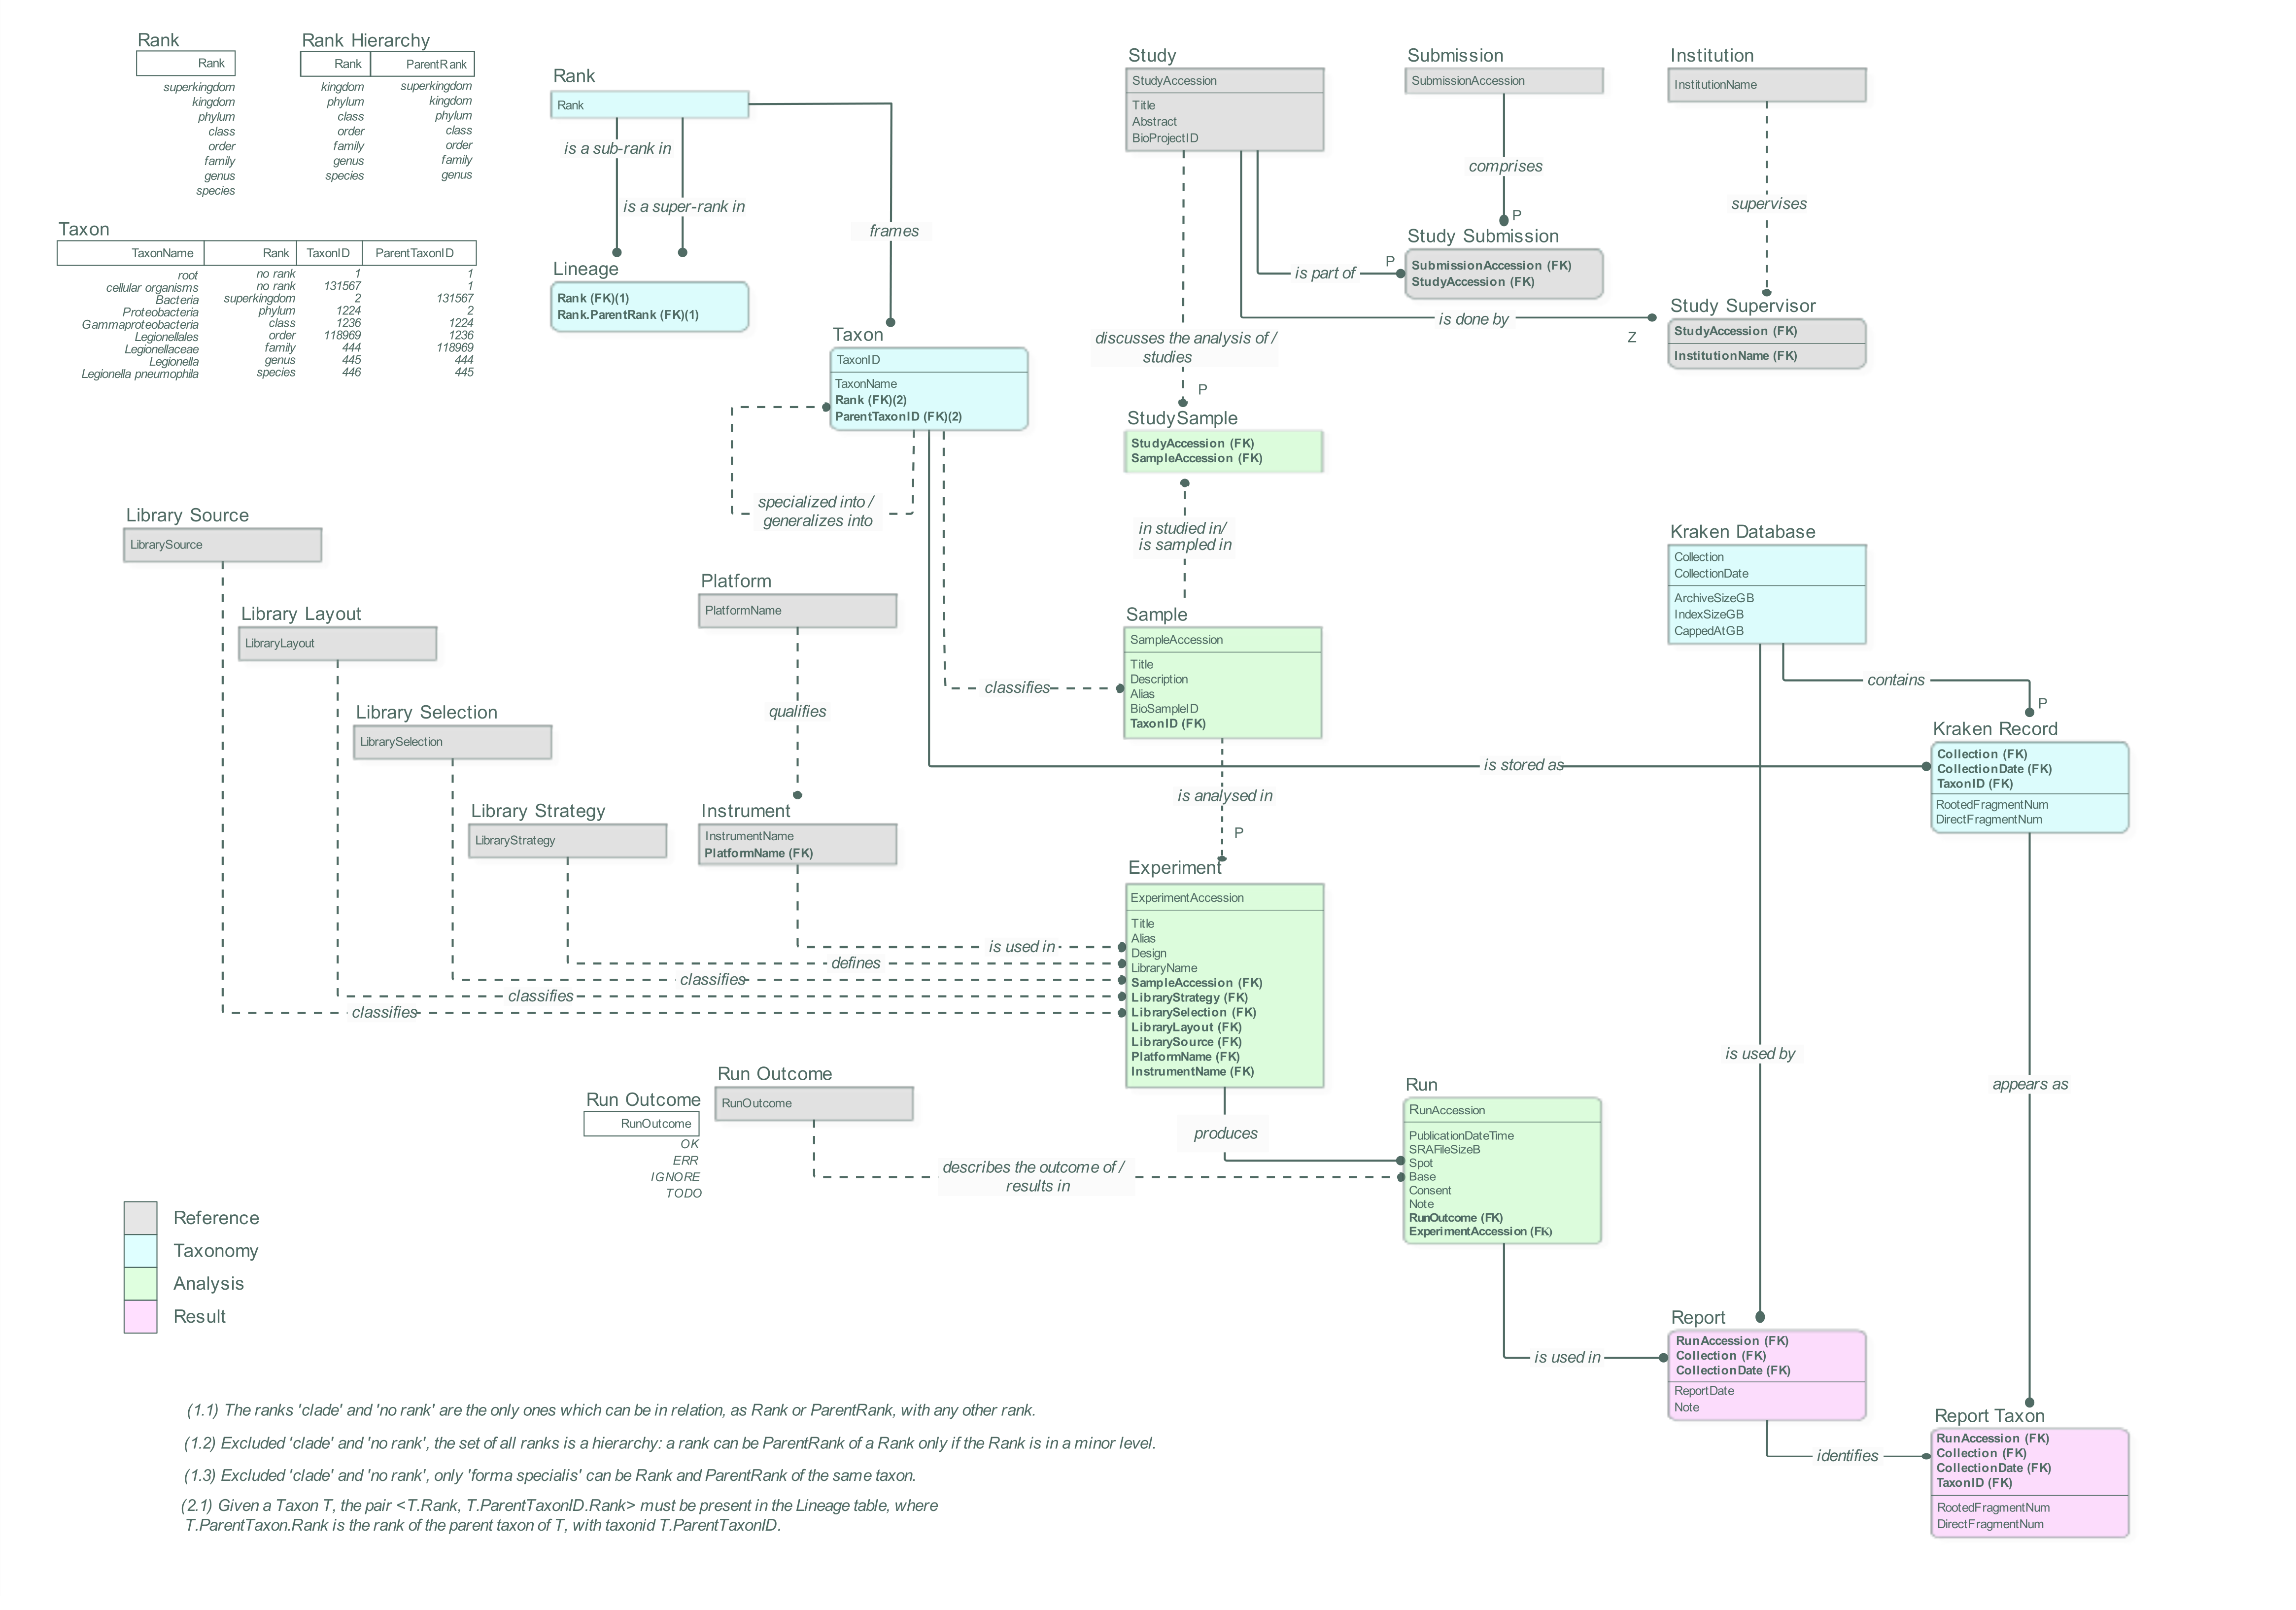 Rank
Rank
superkingdom
kingdom
phylum
class
order
family
genus
species
Rank Hierarchy
Rank ParentRank
kingdom superkingdom
phylum kingdom
class phylum
order class
family order
genus family
species genus
Taxon
TaxonName Rank TaxonID ParentTaxonID
root no rank 1 1
cellular organisms no rank 131567 1
Bacteria superkingdom 2 131567
Proteobacteria phylum 1224 2
Gammaproteobacteria class 1236 1224
Legionellales order 118969 1236
Legionellaceae family 444 118969
Legionella genus 445 444
Legionella pneumophila species 446 445
Rank
Rank
is a sub-rank in
is a super-rank in
frames
Lineage
Rank (FK)(1)
Rank.ParentRank (FK)(1)
Taxon
TaxonID
TaxonName
Rank (FK)(2)
ParentTaxonID (FK)(2)
specialized into /
generalizes into
Study
StudyAccession
Title
Abstract
BioProjectID
Submission
SubmissionAccession
comprises
P
Institution
InstitutionName
supervises
Study Submission
SubmissionAccession (FK)
StudyAccession (FK)
P
is part of
is done by
Z
Study Supervisor
StudyAccession (FK)
InstitutionName (FK)
discusses the analysis of /
studies
P
StudySample
StudyAccession (FK)
SampleAccession (FK)
in studied in/
is sampled in
Sample
SampleAccession
Title
Description
Alias
BioSampleID
TaxonID (FK)
classifies
is stored as
is analysed in
P
Library Source
LibrarySource
Library Layout
LibraryLayout
Library Selection
LibrarySelection
Library Strategy
LibraryStrategy
Platform
PlatformName
qualifies
Instrument
InstrumentName
PlatformName (FK)
Kraken Database
Collection
CollectionDate
ArchiveSizeGB
IndexSizeGB
CappedAtGB
contains
P
Kraken Record
Collection (FK)
CollectionDate (FK)
TaxonID (FK)
RootedFragmentNum
DirectFragmentNum
Experiment
ExperimentAccession
Title
Alias
Design
LibraryName
SampleAccession (FK)
LibraryStrategy (FK)
LibrarySelection (FK)
LibraryLayout (FK)
LibrarySource (FK)
PlatformName (FK)
InstrumentName (FK)
is used in
defines
classifies
classifies
classifies
is used by
appears as
Run Outcome
RunOutcome
Run Outcome
RunOutcome
OK
ERR
IGNORE
TODO
produces
describes the outcome of /
results in
Run
RunAccession
PublicationDateTime
SRAFileSizeB
Spot
Base
Consent
Note
RunOutcome (FK)
ExperimentAccession (FK)
is used in
Reference
Taxonomy
Analysis
Result
Report
RunAccession (FK)
Collection (FK)
CollectionDate (FK)
ReportDate
Note
identifies
Report Taxon
RunAccession (FK)
Collection (FK)
CollectionDate (FK)
TaxonID (FK)
RootedFragmentNum
DirectFragmentNum
(1.1) The ranks 'clade' and 'no rank' are the only ones which can be in relation, as Rank or ParentRank, with any other rank.
(1.2) Excluded 'clade' and 'no rank', the set of all ranks is a hierarchy: a rank can be ParentRank of a Rank only if the Rank is in a minor level.
(1.3) Excluded 'clade' and 'no rank', only 'forma specialis' can be Rank and ParentRank of the same taxon.
(2.1) Given a Taxon T, the pair <T.Rank, T.ParentTaxonID.Rank> must be present in the Lineage table, where
T.ParentTaxon.Rank is the rank of the parent taxon of T, with taxonid T.ParentTaxonID.